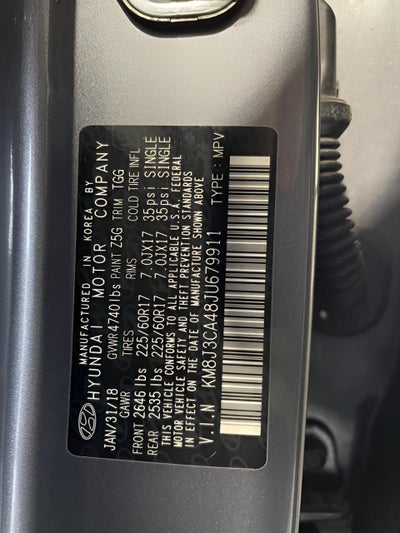 MANUFACTURED IN KOREA BY
HYUNDAI MOTOR COMPANY
JAN/31/18 GVWR 4740lbs PAINT Z5G TRIM TGG
GAWR TIRES COLD TIRE INFL
FRONT 2646 lbs 225/60R17 7.0JX17 35psi SINGLE
REAR 2535 lbs 225/60R17 7.0JX17 35psi SINGLE
THIS VEHICLE CONFORMS TO ALL APPLICABLE U.S.A. FEDERAL
MOTOR VEHICLE SAFETY AND THEFT PREVENTION STANDARDS
IN EFFECT ON THE DATE OF MANUFACTURE SHOWN ABOVE
V.I.N KM8J3CA48JU679911 TYPE : MPV